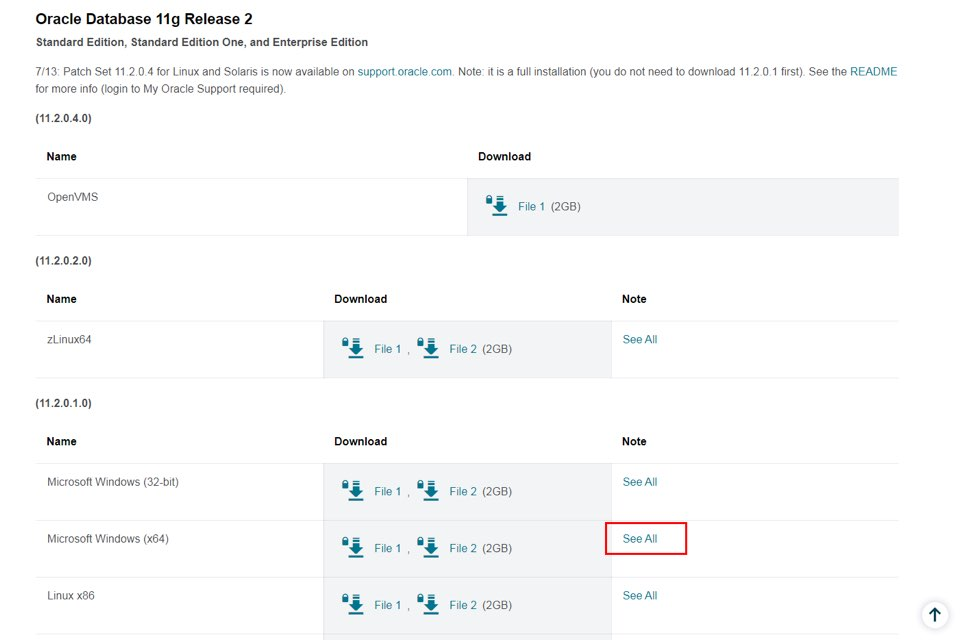 Oracle Database 11g Release 2
Standard Edition, Standard Edition One, and Enterprise Edition
7/13: Patch Set 11.2.0.4 for Linux and Solaris is now available on support.oracle.com. Note: it is a full installation (you do not need to download 11.2.0.1 first). See the README
for more info (login to My Oracle Support required).
(11.2.0.4.0)
Name Download
OpenVMS File 1 (2GB)
(11.2.0.2.0)
Name Download Note
zLinux64 File 1 , File 2 (2GB) See All
(11.2.0.1.0)
Name Download Note
Microsoft Windows (32-bit) File 1 , File 2 (2GB) See All
Microsoft Windows (x64) File 1 , File 2 (2GB) See All
Linux x86 File 1 , File 2 (2GB) See All